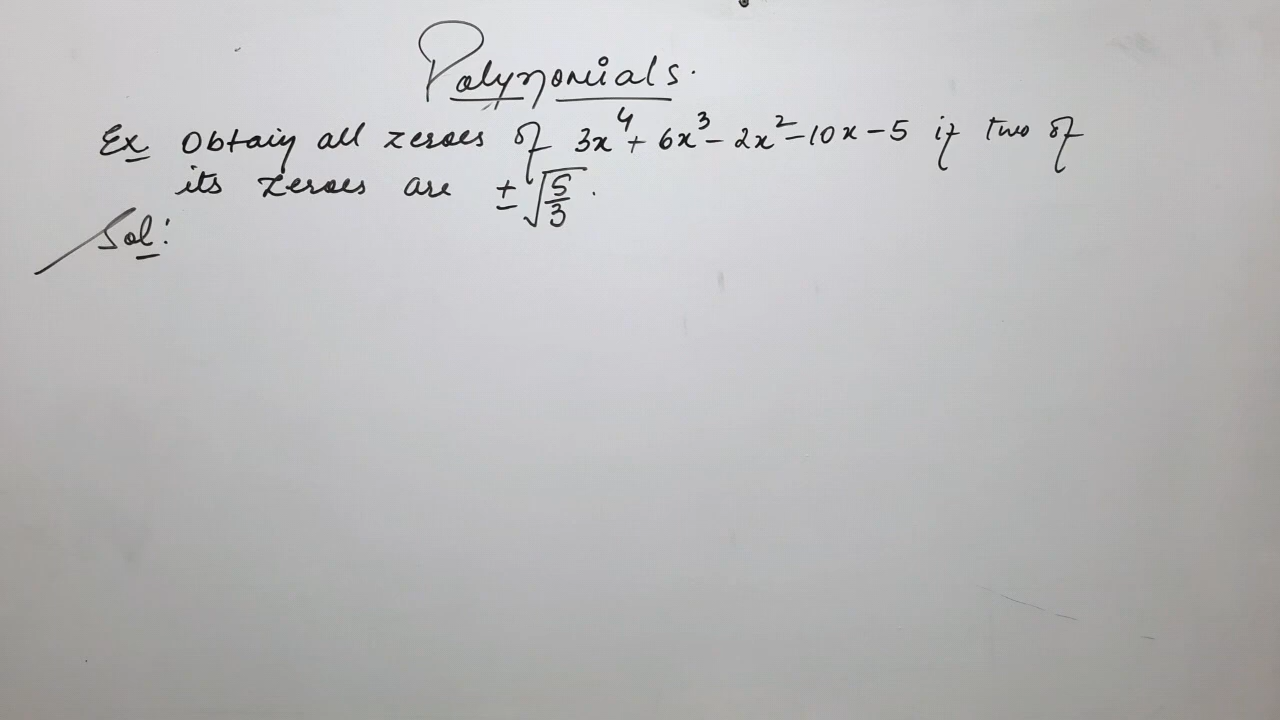 Polynomials.
Ex Obtain all zeroes of 3x⁴ + 6x³ - 2x² - 10x - 5 if two of
its zeroes are ±√(5/3).
Sol: